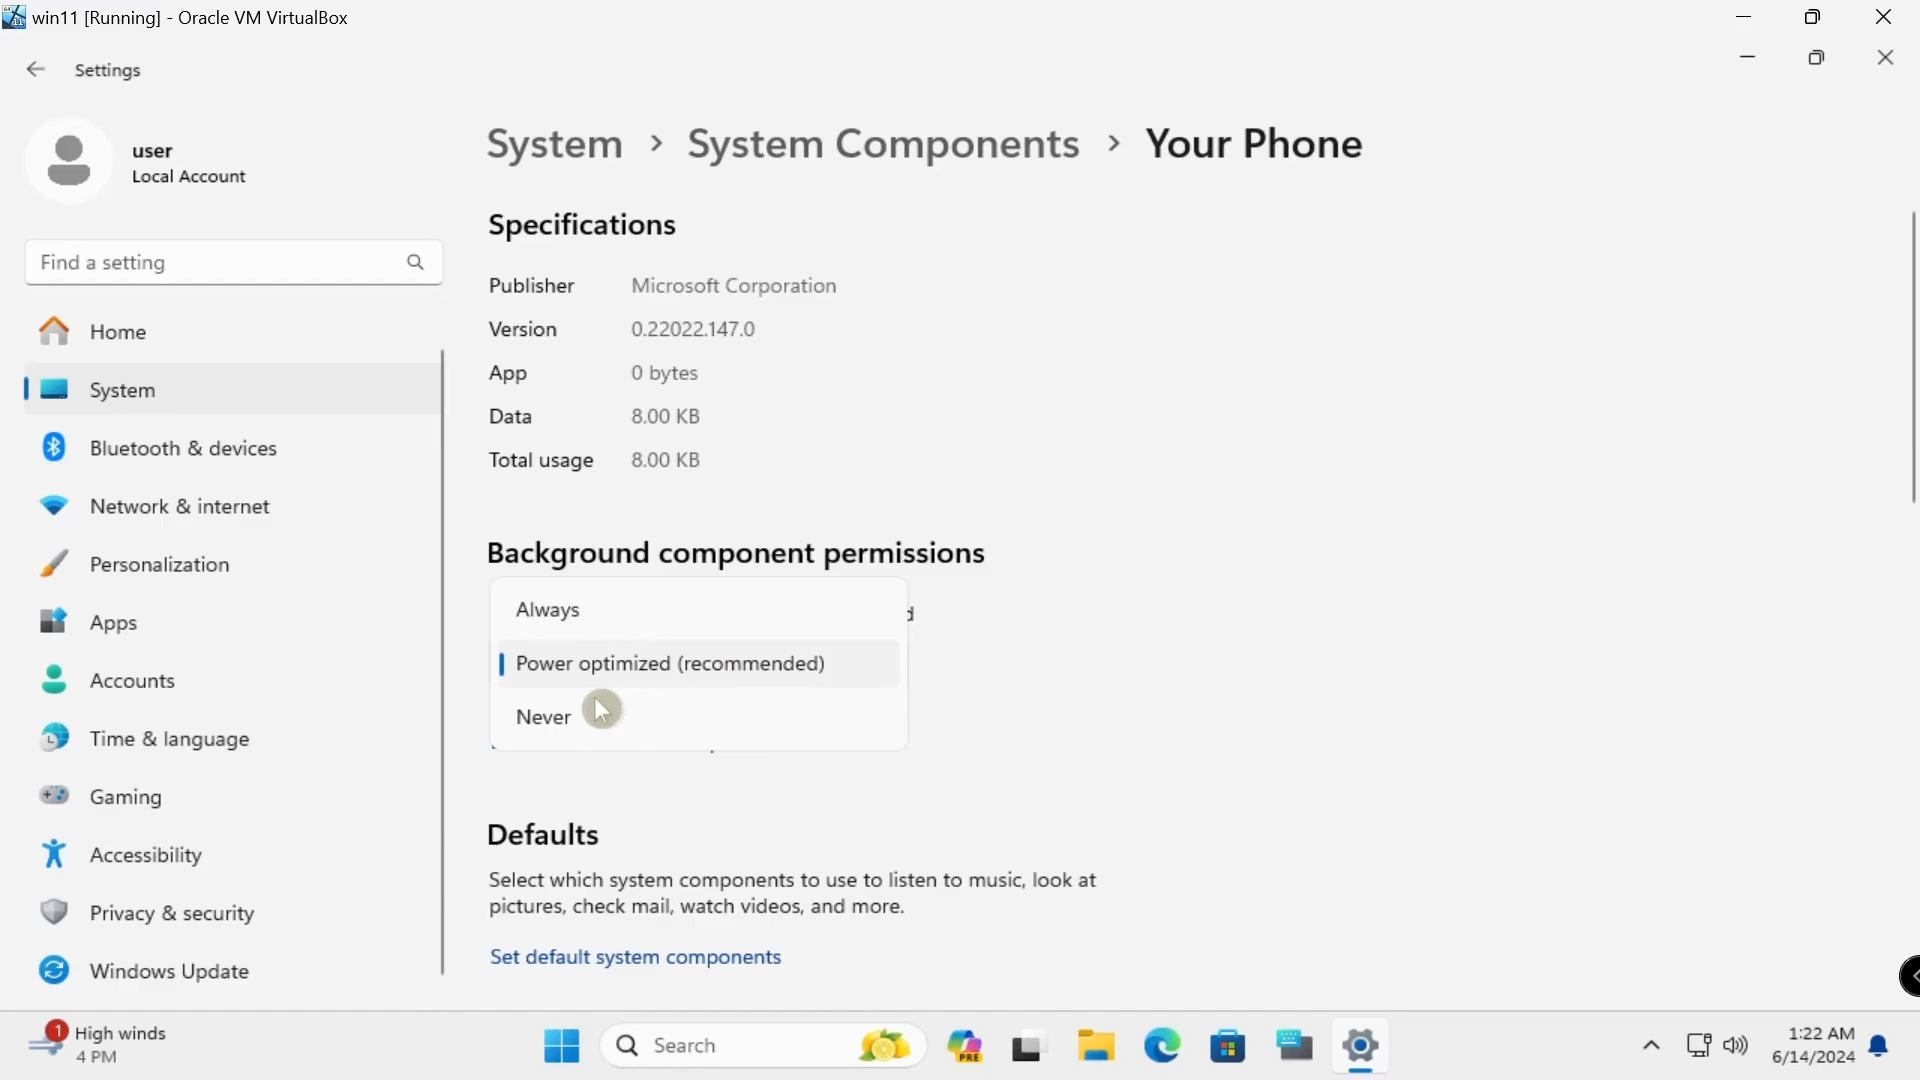 win11 [Running] - Oracle VM VirtualBox
Settings
user
Local Account
Find a setting
Home
System
Bluetooth & devices
Network & internet
Personalization
Apps
Accounts
Time & language
Gaming
Accessibility
Privacy & security
Windows Update
System > System Components > Your Phone
Specifications
Publisher Microsoft Corporation
Version 0.22022.147.0
App 0 bytes
Data 8.00 KB
Total usage 8.00 KB
Background component permissions
Always
Power optimized (recommended)
Never
Defaults
Select which system components to use to listen to music, look at
pictures, check mail, watch videos, and more.
Set default system components
1
High winds
4 PM
Search
PRE
1:22 AM
6/14/2024